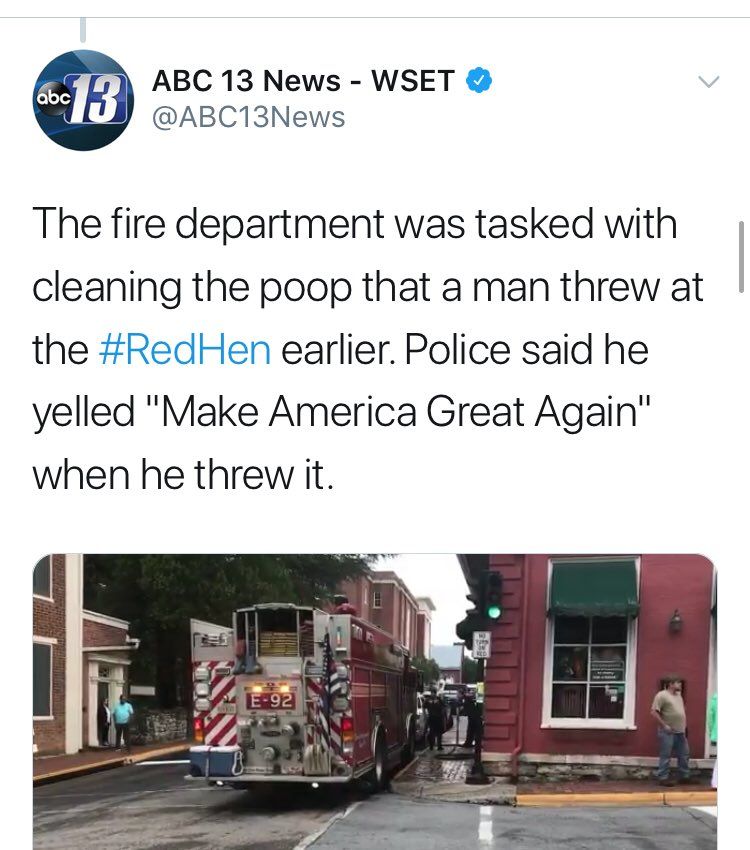 abc 13
ABC 13 News - WSET
@ABC13News
The fire department was tasked with
cleaning the poop that a man threw at
the #RedHen earlier. Police said he
yelled "Make America Great Again"
when he threw it.
NO
TURN
ON
RED
E-92